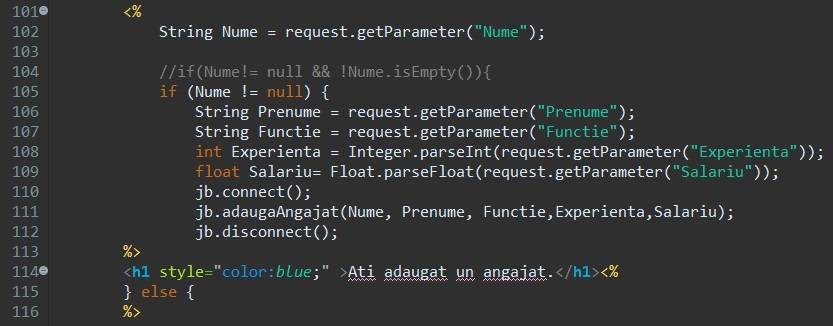 101 <%
102 String Nume = request.getParameter("Nume");
103
104 //if(Nume!= null && !Nume.isEmpty()){
105 if (Nume != null) {
106 String Prenume = request.getParameter("Prenume");
107 String Functie = request.getParameter("Functie");
108 int Experienta = Integer.parseInt(request.getParameter("Experienta"));
109 float Salariu= Float.parseFloat(request.getParameter("Salariu"));
110 jb.connect();
111 jb.adaugaAngajat(Nume, Prenume, Functie,Experienta,Salariu);
112 jb.disconnect();
113 %>
114 <h1 style="color:blue;" >Ati adaugat un angajat.</h1><%
115 } else {
116 %>